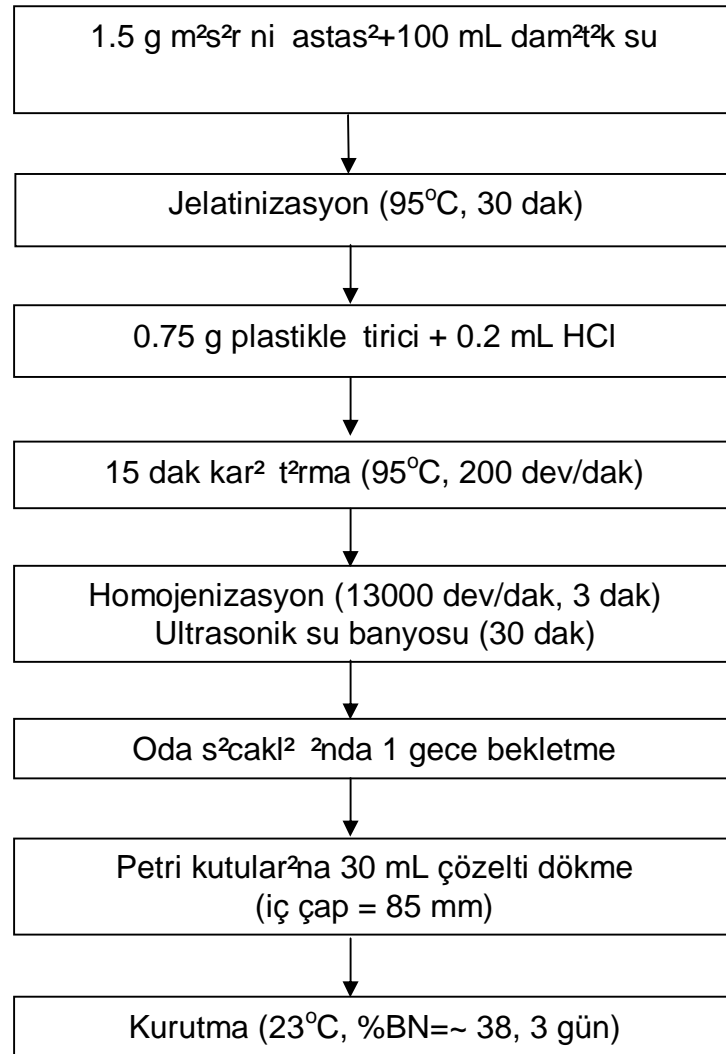 1.5 g m²s²r ni astas²+100 mL dam²t²k su
Jelatinizasyon (95°C, 30 dak)
0.75 g plastikle tirici + 0.2 mL HCl
15 dak kar² t²rma (95°C, 200 dev/dak)
Homojenizasyon (13000 dev/dak, 3 dak)
Ultrasonik su banyosu (30 dak)
Oda s²cakl² ²nda 1 gece bekletme
Petri kutular²na 30 mL çözelti dökme
(iç çap = 85 mm)
Kurutma (23°C, %BN=~ 38, 3 gün)